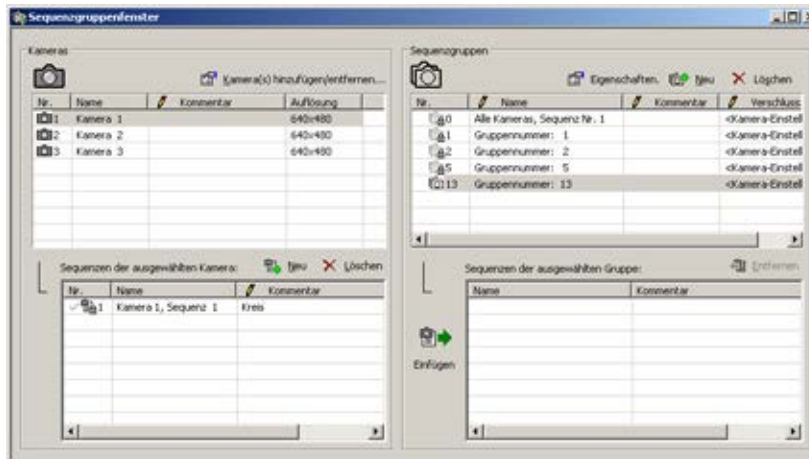 Sequenzgruppenfenster
Kameras
Kamera(s) hinzufügen/entfernen...
Nr. Name Kommentar Auflösung
1 Kamera 1 640x480
2 Kamera 2 640x480
3 Kamera 3 640x480
Sequenzen der ausgewählten Kamera: Neu Löschen
Nr. Name Kommentar
1 Kamera 1, Sequenz 1 Kreis
Sequenzgruppen
Eigenschaften. Neu Löschen
Nr. Name Kommentar Verschluss
0 Alle Kameras, Sequenz Nr. 1 <Kamera-Einstell
1 Gruppennummer: 1 <Kamera-Einstell
2 Gruppennummer: 2 <Kamera-Einstell
5 Gruppennummer: 5 <Kamera-Einstell
13 Gruppennummer: 13 <Kamera-Einstell
Sequenzen der ausgewählten Gruppe: Entfernen
Name Kommentar
Einfügen